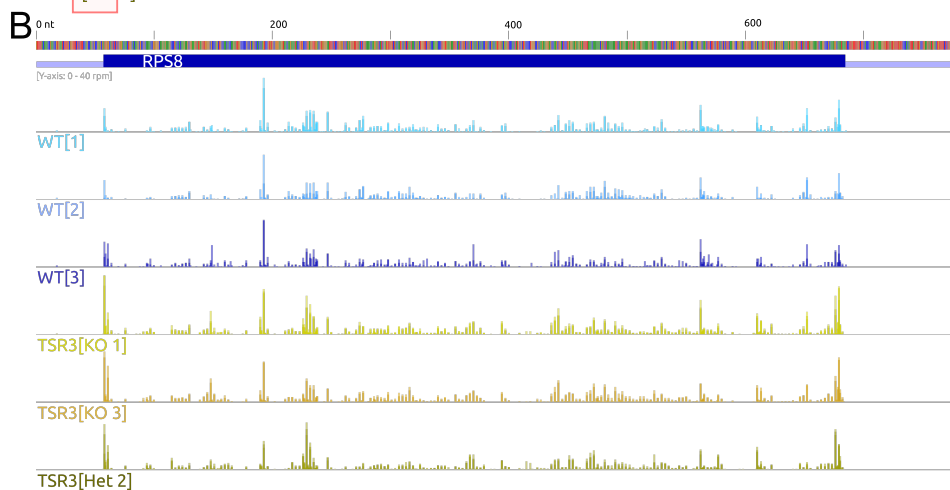 B
0 nt 200 400 600
RPS8
[Y-axis: 0 - 40 rpm]
WT[1]
WT[2]
WT[3]
TSR3[KO 1]
TSR3[KO 3]
TSR3[Het 2]